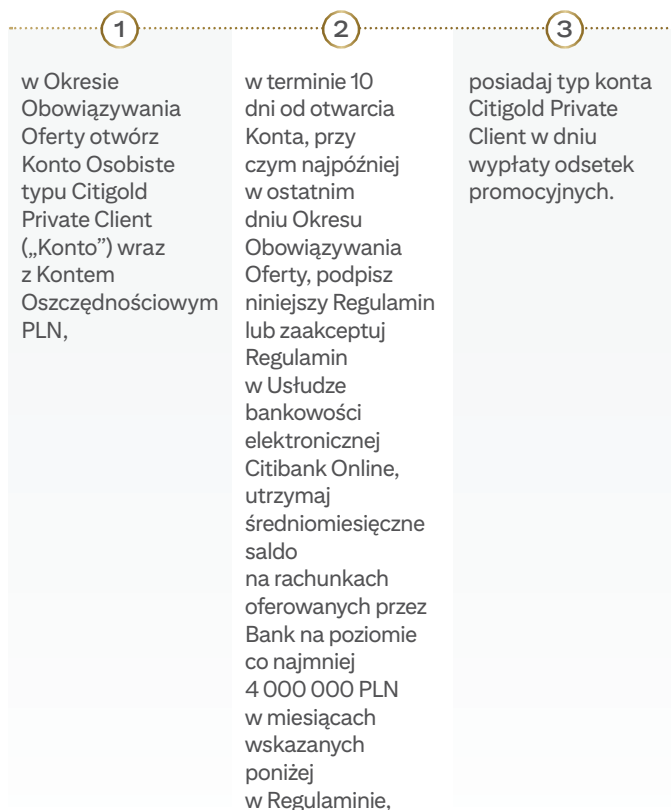 1
w Okresie
Obowiązywania
Oferty otwórz
Konto Osobiste
typu Citigold
Private Client
(„Konto”) wraz
z Kontem
Oszczędnościowym
PLN,
2
w terminie 10
dni od otwarcia
Konta, przy
czym najpóźniej
w ostatnim
dniu Okresu
Obowiązywania
Oferty, podpisz
niniejszy Regulamin
lub zaakceptuj
Regulamin
w Usłudze
bankowości
elektronicznej
Citibank Online,
utrzymaj
średniomiesięczne
saldo
na rachunkach
oferowanych przez
Bank na poziomie
co najmniej
4 000 000 PLN
w miesiącach
wskazanych
poniżej
w Regulaminie,
3
posiadaj typ konta
Citigold Private
Client w dniu
wypłaty odsetek
promocyjnych.